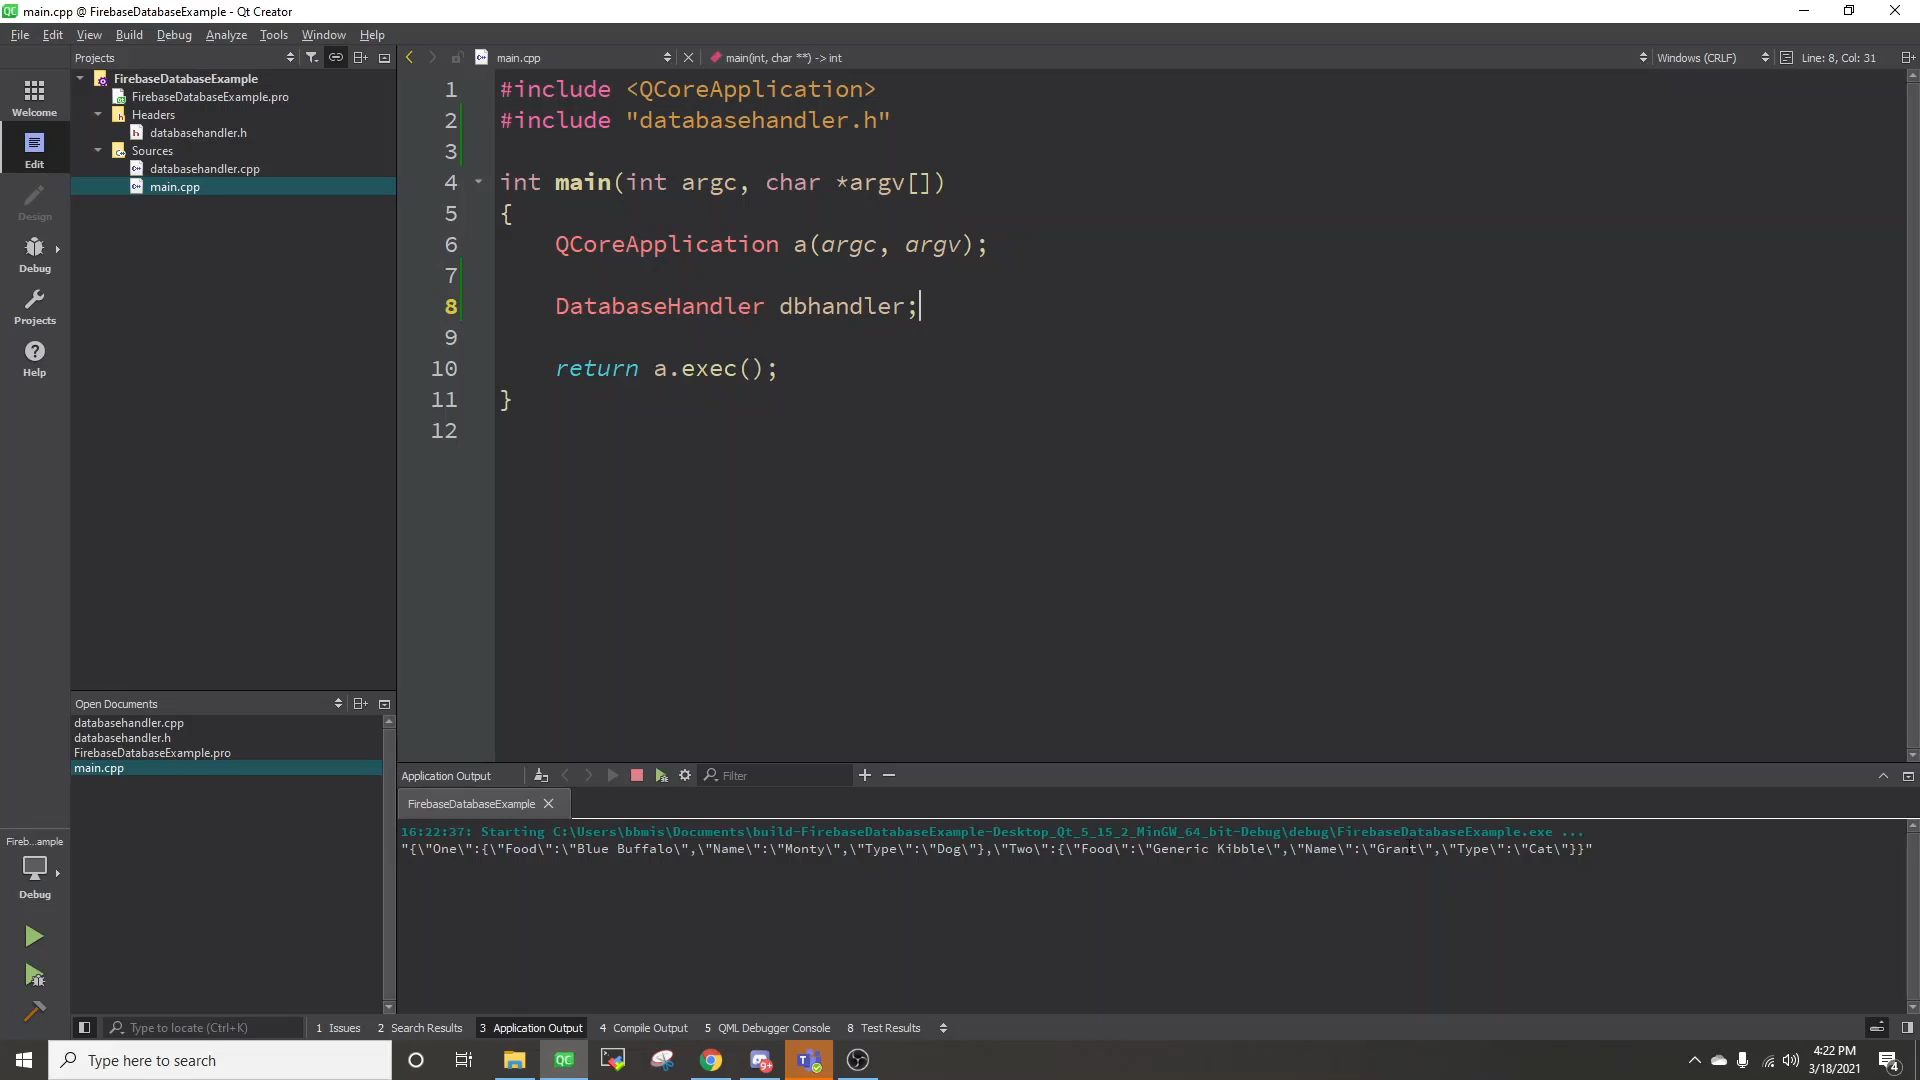 main.cpp @ FirebaseDatabaseExample - Qt Creator
File Edit View Build Debug Analyze Tools Window Help
Projects
main.cpp
main(int, char **) -> int
Windows (CRLF)
Line: 8, Col: 31
Welcome
Edit
Design
Debug
Projects
Help
FirebaseDatabaseExample
FirebaseDatabaseExample.pro
Headers
databasehandler.h
Sources
databasehandler.cpp
main.cpp
1 #include <QCoreApplication>
2 #include "databasehandler.h"
3
4 int main(int argc, char *argv[])
5 {
6 QCoreApplication a(argc, argv);
7
8 DatabaseHandler dbhandler;
9
10 return a.exec();
11 }
12
Open Documents
databasehandler.cpp
databasehandler.h
FirebaseDatabaseExample.pro
main.cpp
Fireb...ample
Debug
Application Output
Filter
FirebaseDatabaseExample
16:22:37: Starting C:\Users\bbmis\Documents\build-FirebaseDatabaseExample-Desktop_Qt_5_15_2_MinGW_64_bit-Debug\debug\FirebaseDatabaseExample.exe ...
"{\"One\":{\"Food\":\"Blue Buffalo\",\"Name\":\"Monty\",\"Type\":\"Dog\"},\"Two\":{\"Food\":\"Generic Kibble\",\"Name\":\"Grant\",\"Type\":\"Cat\"}}"
Type to locate (Ctrl+K)
1 Issues
2 Search Results
3 Application Output
4 Compile Output
5 QML Debugger Console
8 Test Results
Type here to search
QC
9+
4:22 PM
3/18/2021
4